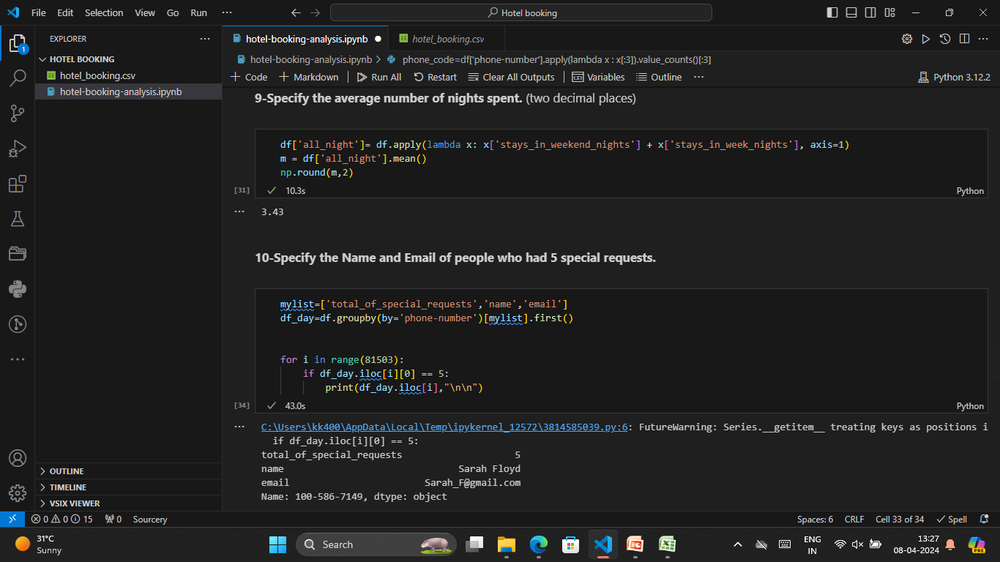 File Edit Selection View Go Run ··· Hotel booking
EXPLORER ···
HOTEL BOOKING
hotel_booking.csv
hotel-booking-analysis.ipynb
OUTLINE
TIMELINE
VSIX VIEWER
1
hotel-booking-analysis.ipynb hotel_booking.csv
hotel-booking-analysis.ipynb > phone_code=df['phone-number'].apply(lambda x : x[:3]).value_counts()[:3]
+ Code + Markdown Run All Restart Clear All Outputs Variables Outline ··· Python 3.12.2
9-Specify the average number of nights spent. (two decimal places)
df['all_night']= df.apply(lambda x: x['stays_in_weekend_nights'] + x['stays_in_week_nights'], axis=1)
m = df['all_night'].mean()
np.round(m,2)
[31] 10.3s Python
··· 3.43
10-Specify the Name and Email of people who had 5 special requests.
mylist=['total_of_special_requests','name','email']
df_day=df.groupby(by='phone-number')[mylist].first()
for i in range(81503):
if df_day.iloc[i][0] == 5:
print(df_day.iloc[i],"\n\n")
[34] 43.0s Python
··· C:\Users\kk400\AppData\Local\Temp\ipykernel_12572\3814585039.py:6: FutureWarning: Series.__getitem__ treating keys as positions i
if df_day.iloc[i][0] == 5:
total_of_special_requests 5
name Sarah Floyd
email Sarah_F@gmail.com
Name: 100-586-7149, dtype: object
0 0 15 0 Sourcery Spaces: 6 CRLF Cell 33 of 34 Spell
31°C
Sunny
Search
PRE
ENG
IN
13:27
08-04-2024